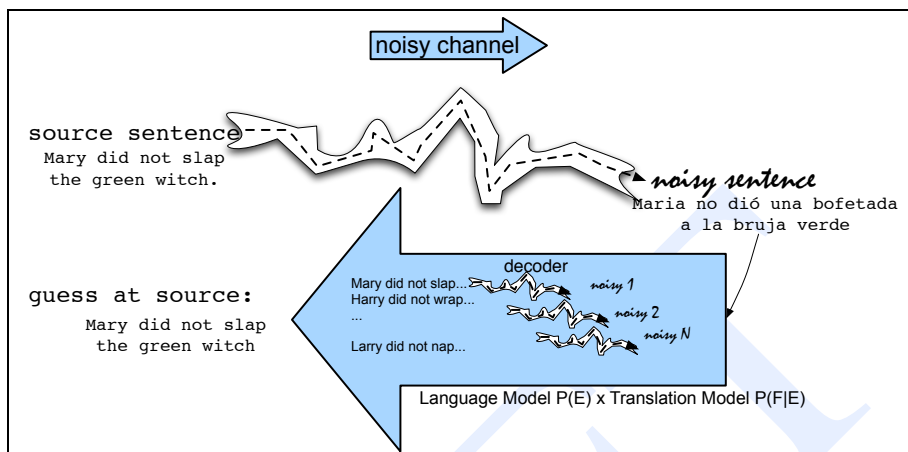 noisy channel
source sentence
Mary did not slap
the green witch.
noisy sentence
Maria no dió una bofetada
a la bruja verde
decoder
Mary did not slap...
noisy 1
Harry did not wrap...
noisy 2
...
noisy N
Larry did not nap...
guess at source:
Mary did not slap
the green witch
Language Model P(E) x Translation Model P(F|E)